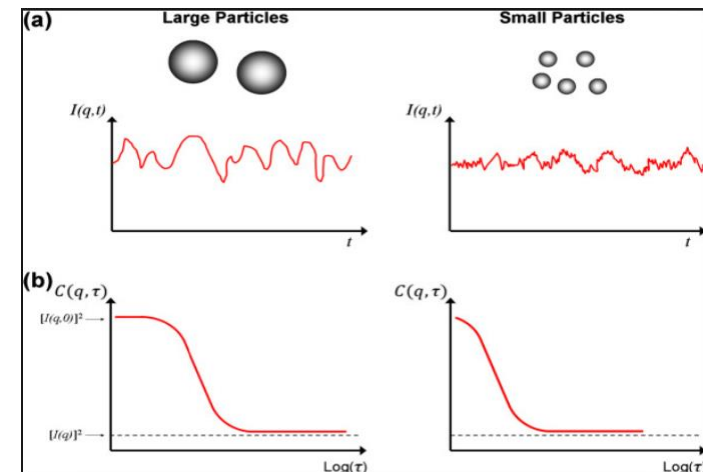 (a)
Large Particles
Small Particles
I(q,t)
I(q,t)
t
t
(b)
C(q, τ)
C(q, τ)
[I(q,0)]²
[I(q)]²
Log(τ)
Log(τ)